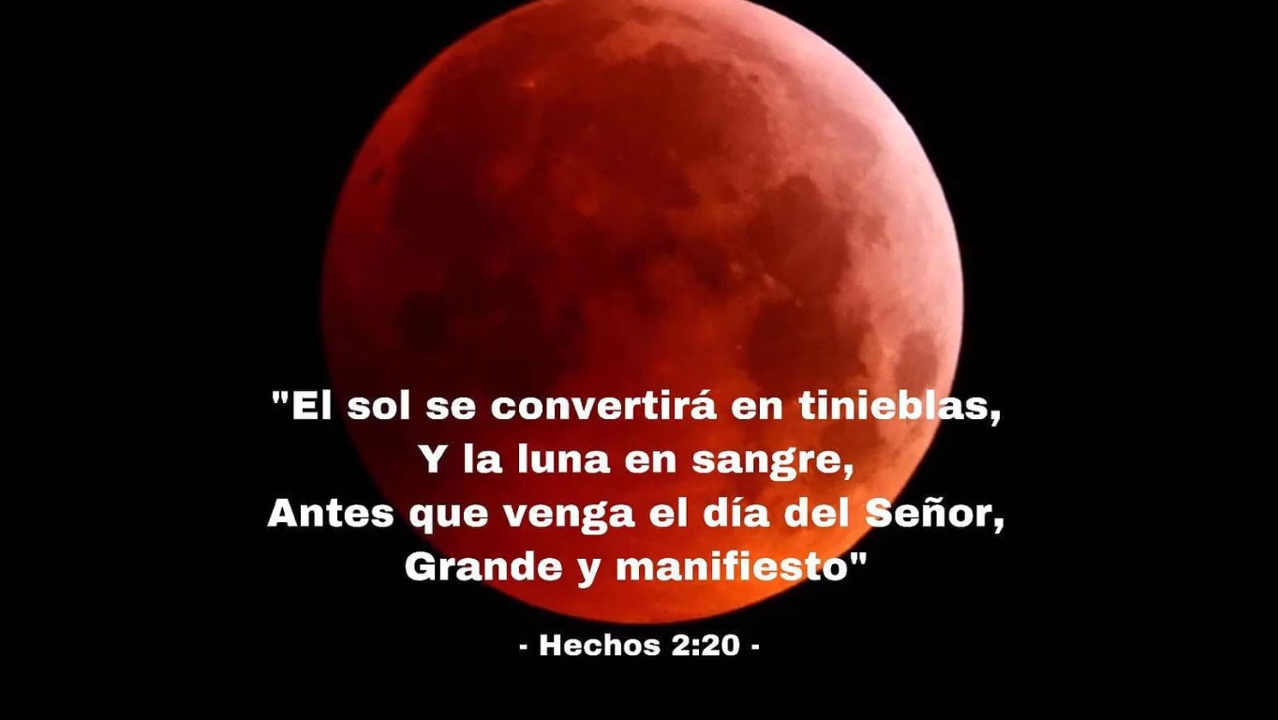 "El sol se convertirá en tinieblas,
Y la luna en sangre,
Antes que venga el día del Señor,
Grande y manifiesto"
- Hechos 2:20 -